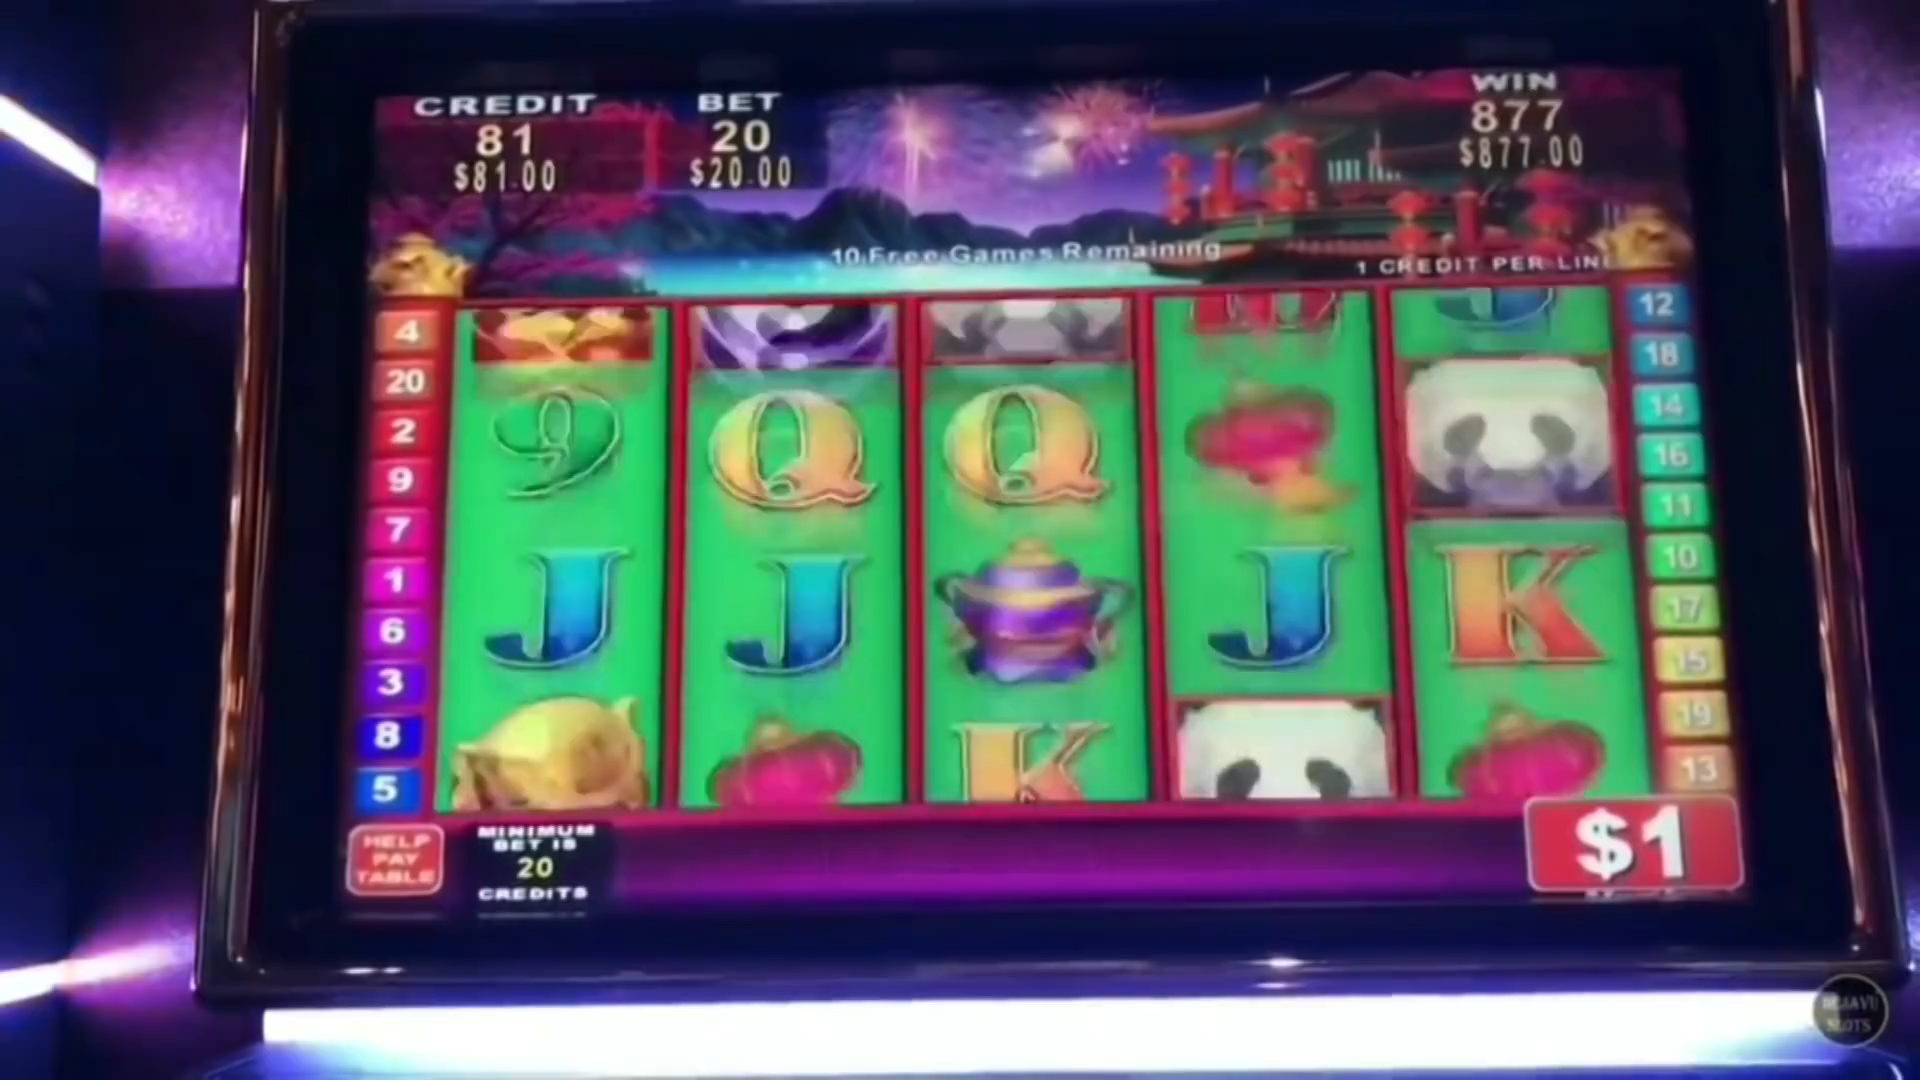 CREDIT
81
$81.00
BET
20
$20.00
WIN
877
$877.00
10 Free Games Remaining
1 CREDIT PER LINE
4
20
2
9
7
1
6
3
8
5
12
18
14
16
11
10
17
15
19
13
9
Q
Q
J
J
J
K
K
J
HELP
PAY
TABLE
MINIMUM
BET IS
20
CREDITS
$1
DEJAVU
SLOTS